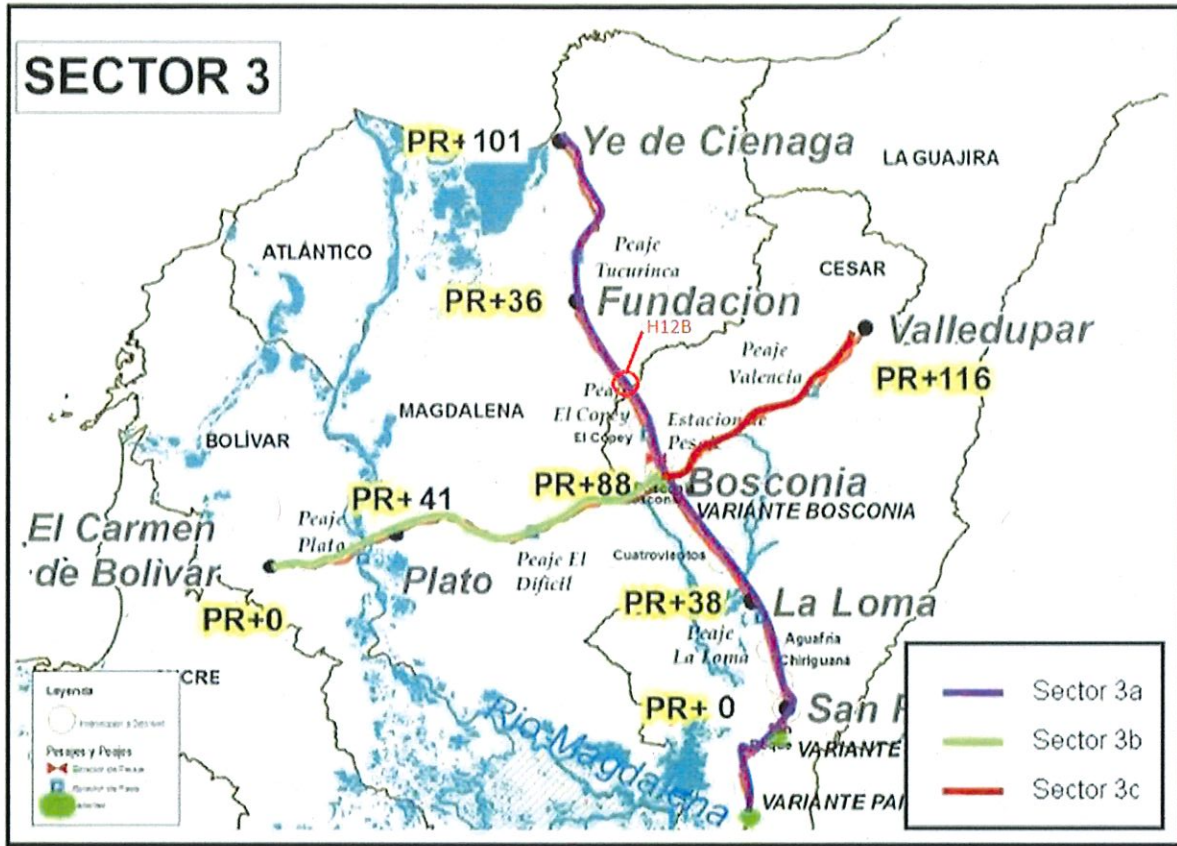 SECTOR 3
PR+ 101
Ye de Cienaga
LA GUAJIRA
ATLÁNTICO
Peaje
Tucurinca
CESAR
PR+36
Fundacion
H12B
Valledupar
Peaje
Valencia
PR+116
MAGDALENA
El Copey
El Copey
Estacion de
BOLÍVAR
PR+88
Bosconia
VARIANTE BOSCONIA
PR+ 41
El Carmen
de Bolivar
Peaje
Plato
Plato
Peaje El
Dificil
Cuatrovientos
PR+0
PR+38
La Loma
Peaje
La Loma
Aguafria
Chiriguana
CRE
PR+ 0
San
VARIANTE
Rio Magdalena
VARIANTE PAI
Leyenda
Pesajes y Peajes
Sector 3a
Sector 3b
Sector 3c